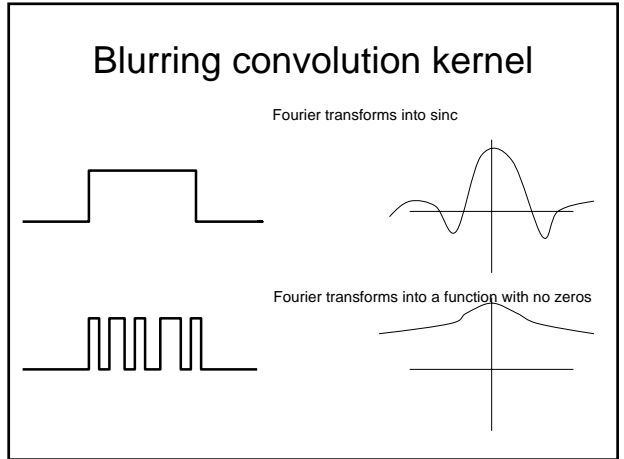 Blurring convolution kernel
Fourier transforms into sinc
Fourier transforms into a function with no zeros